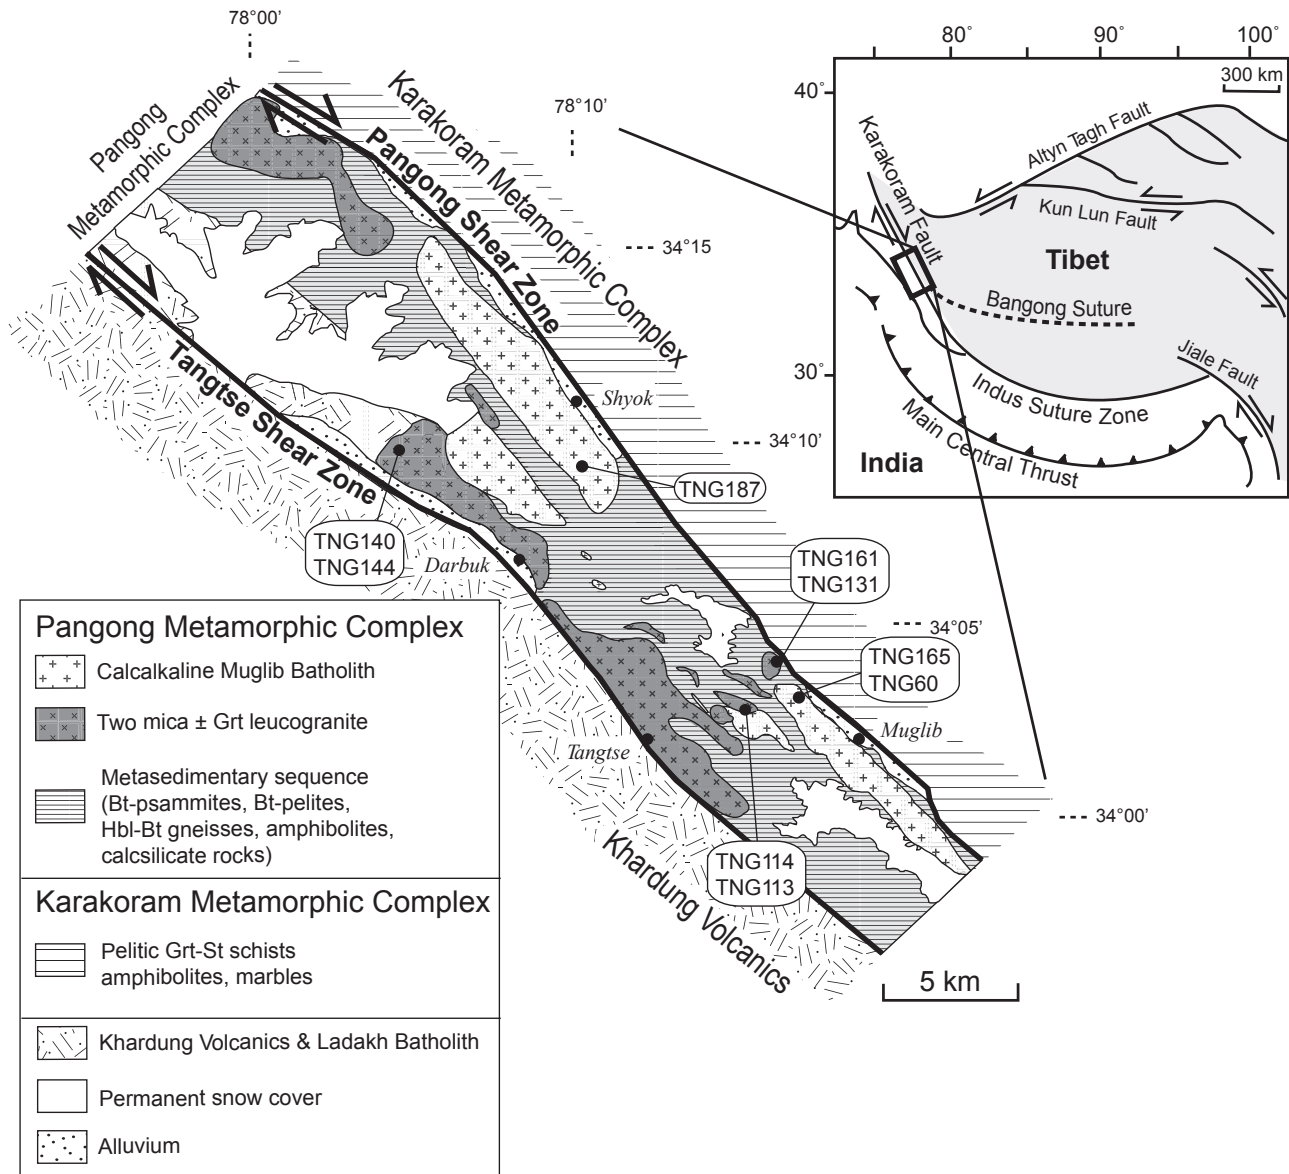 78°00'
78°10'
34°15
34°10'
34°05'
34°00'
Pangong
Metamorphic Complex
Karakoram Metamorphic Complex
Pangong Shear Zone
Tangtse Shear Zone
Shyok
TNG187
TNG140
TNG144
Darbuk
TNG161
TNG131
TNG165
TNG60
Muglib
Tangtse
TNG114
TNG113
Khardung Volcanics
5 km
80°
90°
100°
300 km
40°
30°
Karakoram Fault
Altyn Tagh Fault
Kun Lun Fault
Tibet
Bangong Suture
Jiale Fault
Indus Suture Zone
Main Central Thrust
India
Pangong Metamorphic Complex
Calcalkaline Muglib Batholith
Two mica ± Grt leucogranite
Metasedimentary sequence
(Bt-psammites, Bt-pelites,
Hbl-Bt gneisses, amphibolites,
calcsilicate rocks)
Karakoram Metamorphic Complex
Pelitic Grt-St schists
amphibolites, marbles
Khardung Volcanics & Ladakh Batholith
Permanent snow cover
Alluvium